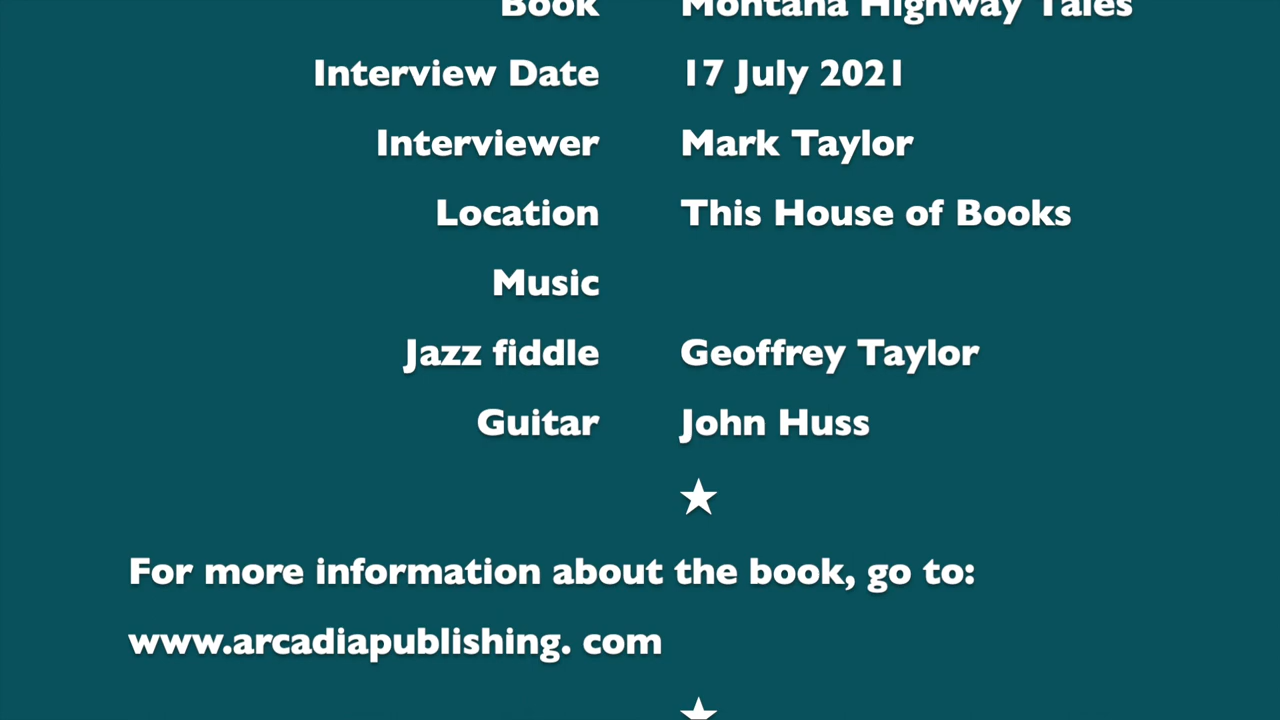 Book Montana Highway Tales
Interview Date 17 July 2021
Interviewer Mark Taylor
Location This House of Books
Music
Jazz fiddle Geoffrey Taylor
Guitar John Huss
★
For more information about the book, go to:
www.arcadiapublishing. com
★